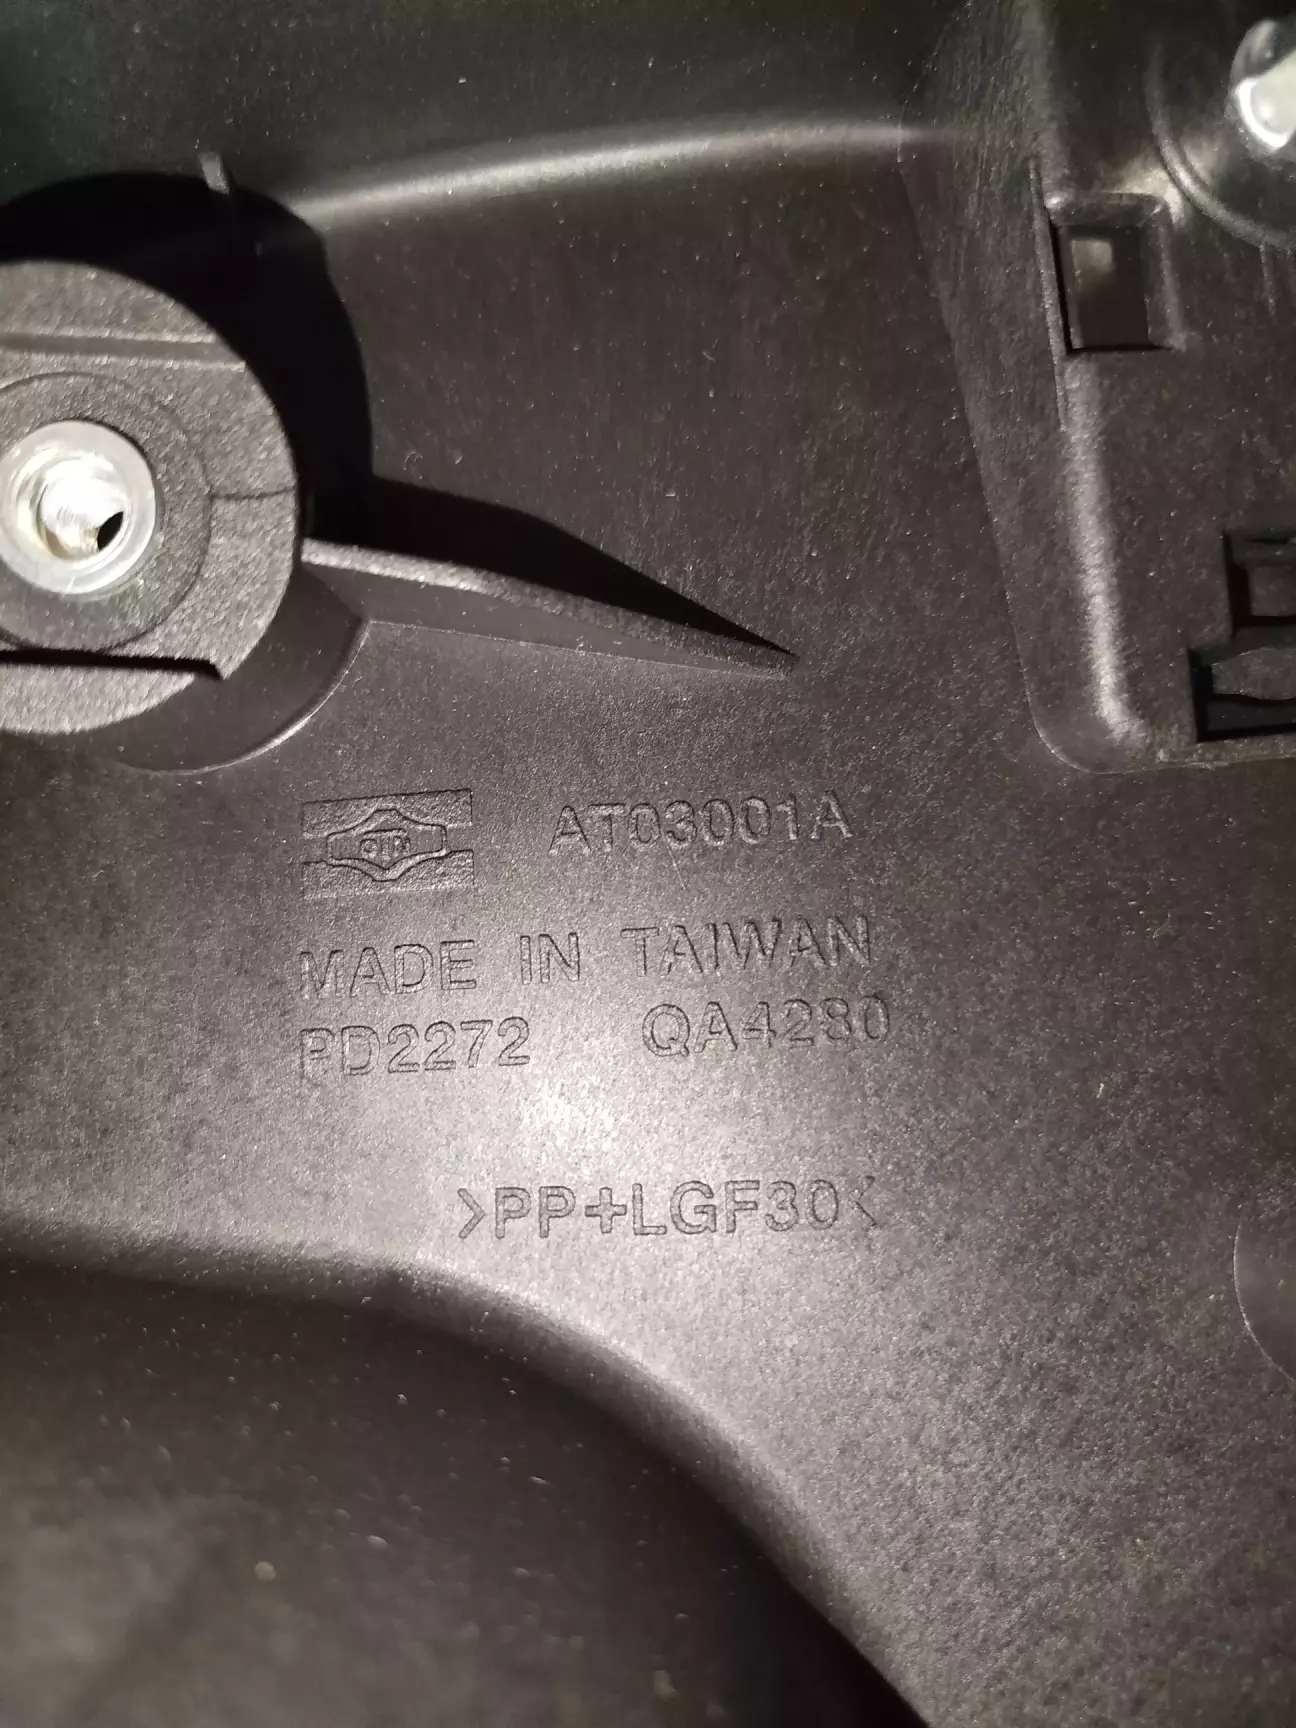 AT03001A
MADE IN TAIWAN
PD2272 QA4280
>PP+LGF30<